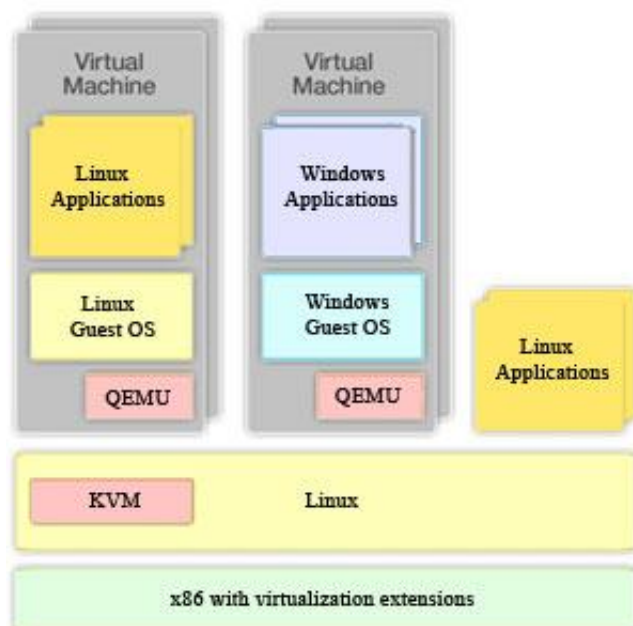 Virtual
Machine
Linux
Applications
Linux
Guest OS
QEMU
Virtual
Machine
Windows
Applications
Windows
Guest OS
QEMU
Linux
Applications
KVM
Linux
x86 with virtualization extensions